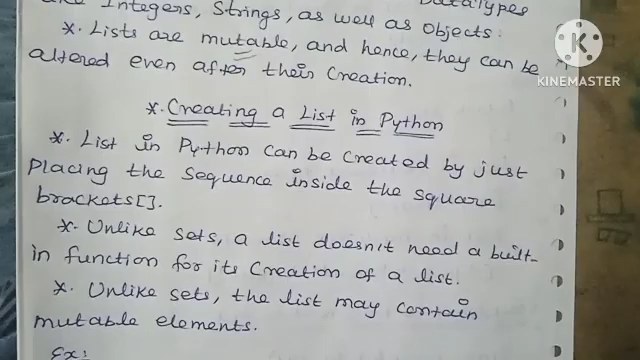 like Integers, Strings, as well as Objects.
DataTypes
*. Lists are mutable, and hence, they can be
altered even after their Creation.
*. Creating a List in Python
*. List in Python can be created by just
Placing the Sequence inside the square
brackets[].
*. Unlike sets, a list doesn't need a built-
in function for its Creation of a list.
*. Unlike sets, the list may contain
mutable elements.
Ex:
KINEMASTER